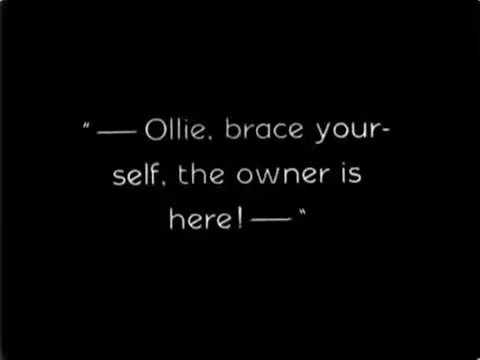 "— Ollie, brace your-
self, the owner is
here! —"